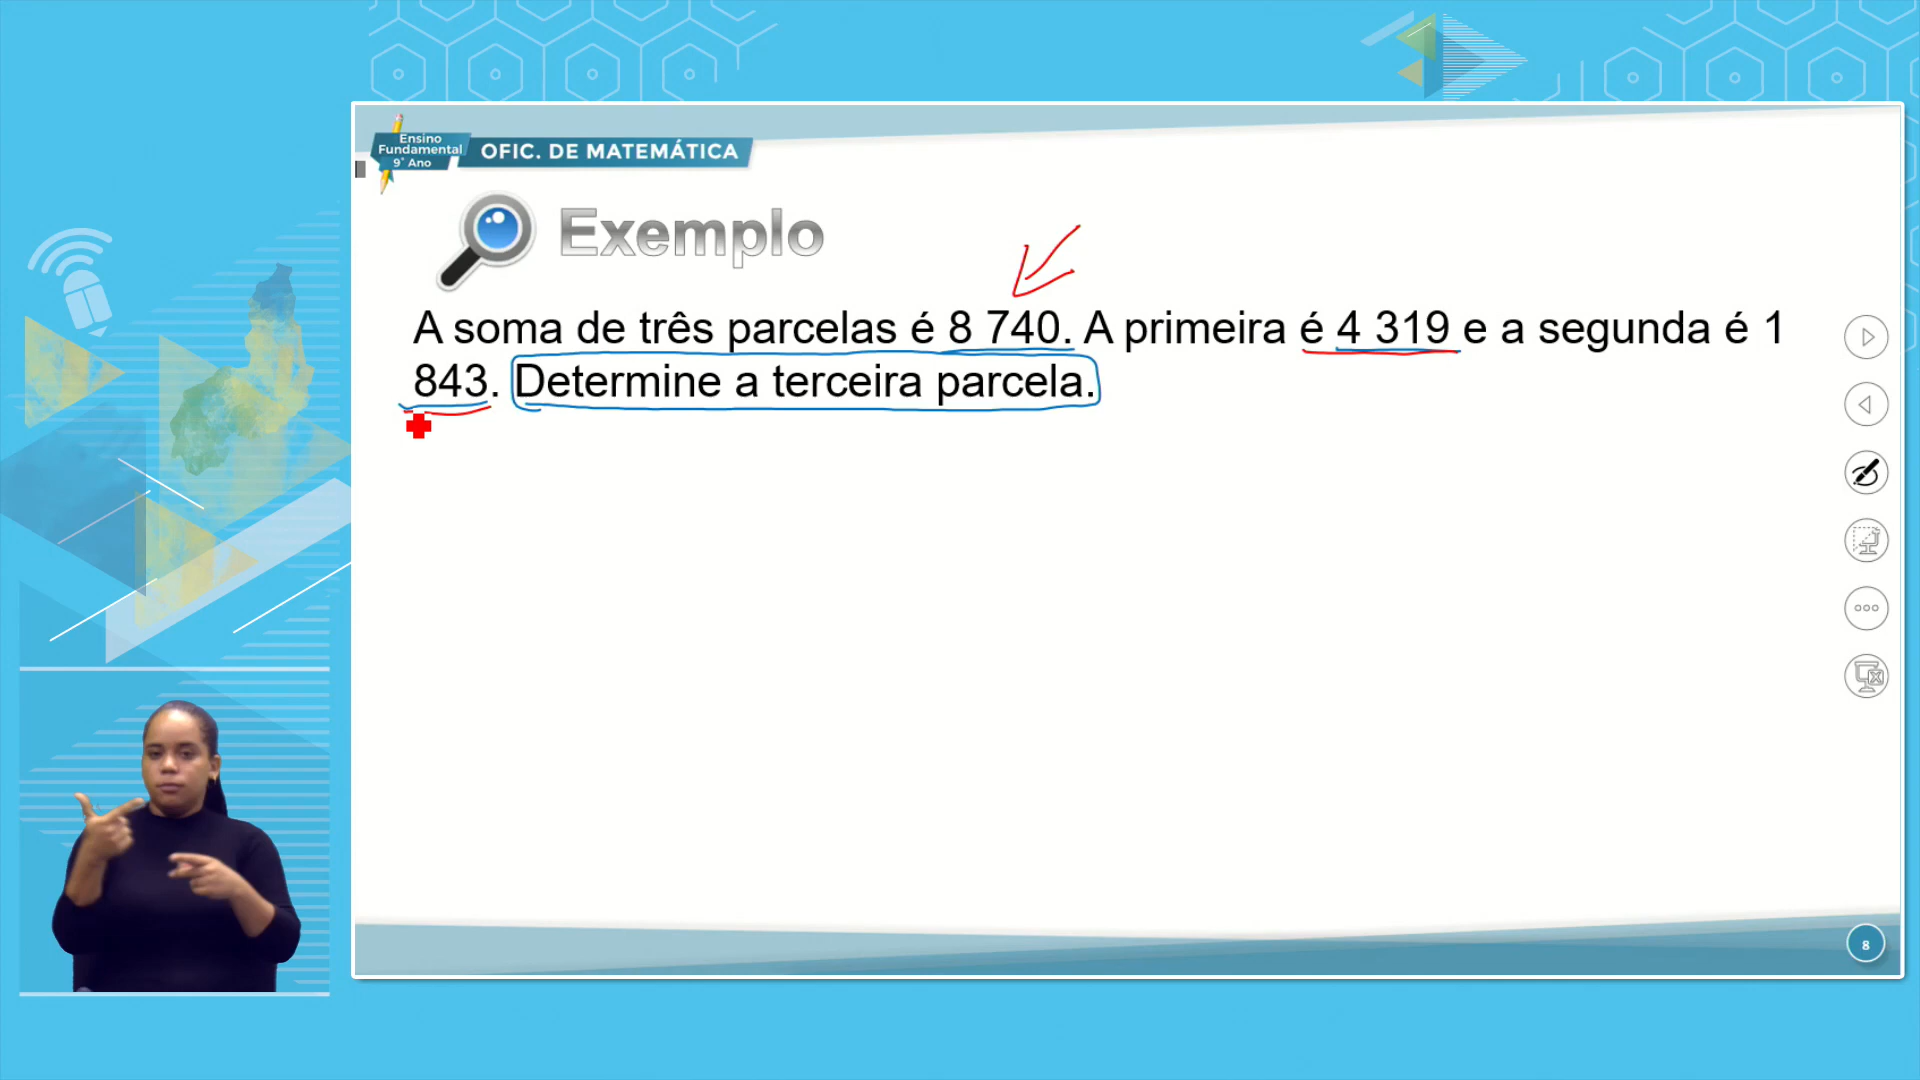 Ensino
Fundamental
9° Ano
OFIC. DE MATEMÁTICA
Exemplo
A soma de três parcelas é 8 740. A primeira é 4 319 e a segunda é 1
843. Determine a terceira parcela.
8